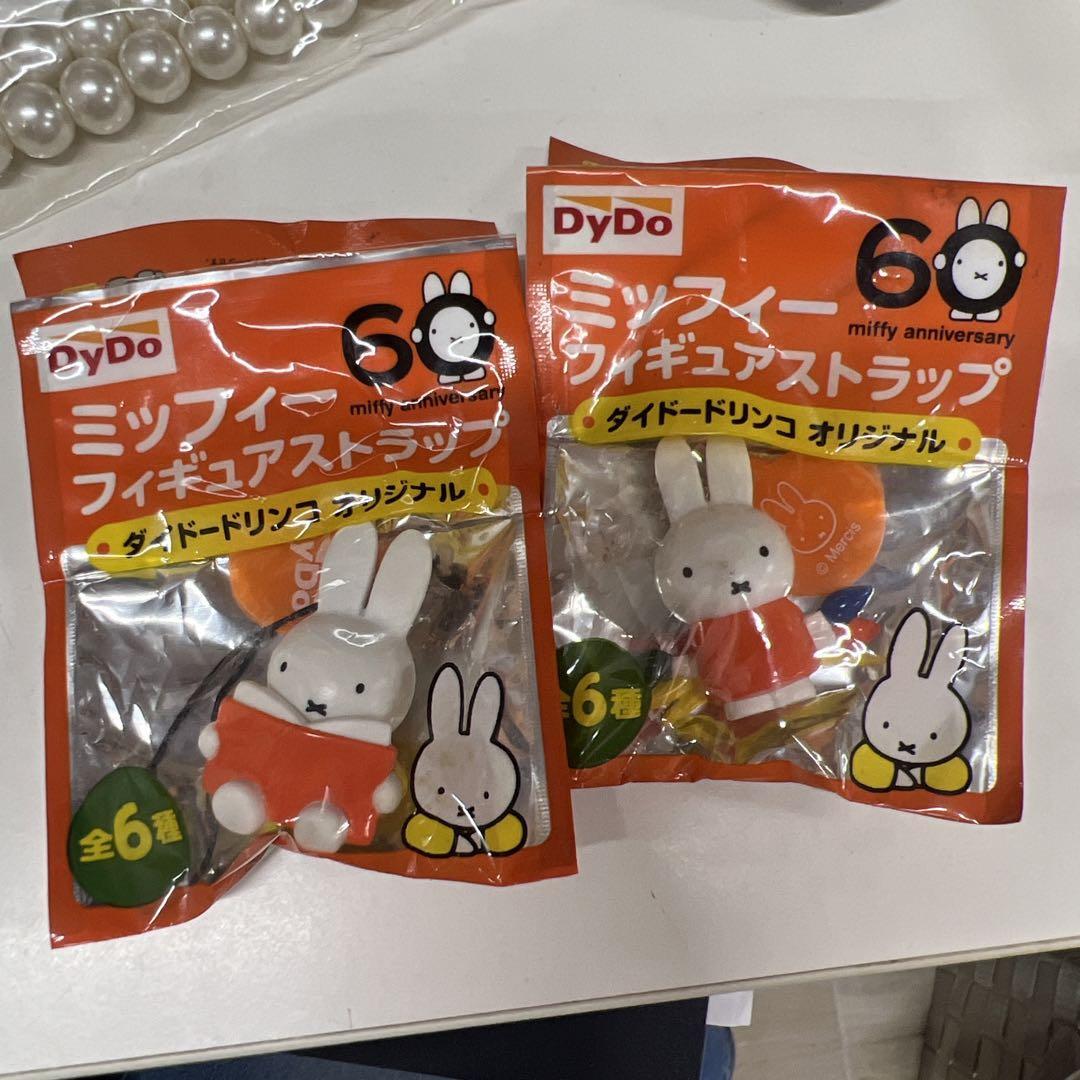 DyDo
60
miffy anniversary
ミッフィー
フィギュアストラップ
ダイドードリンコ オリジナル
DyDo
全6種
DyDo
60
miffy anniversary
ミッフィー
フィギュアストラップ
ダイドードリンコ オリジナル
© Mercis
全6種